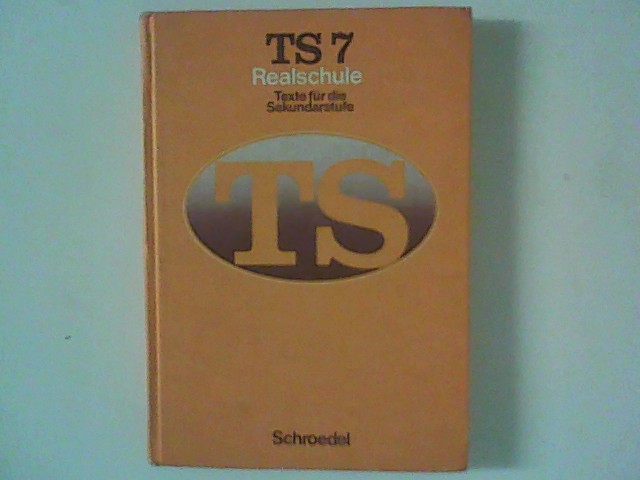 TS 7
Realschule
Texte für die
Sekundarstufe
TS
Schroedel